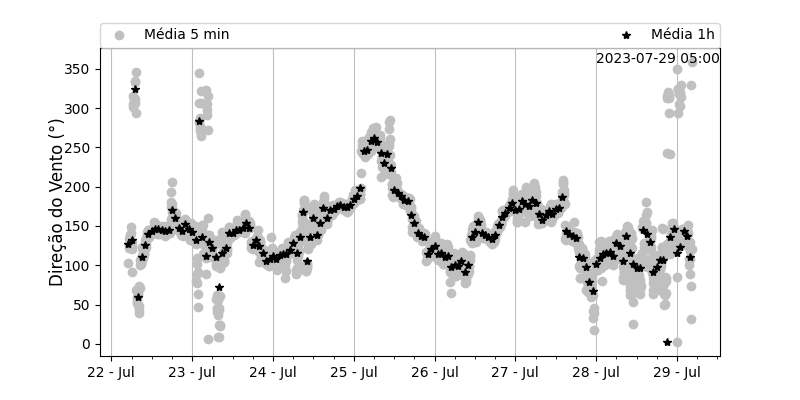 Média 5 min
Média 1h
2023-07-29 05:00
Direção do Vento (°)
350
300
250
200
150
100
50
0
22 - Jul
23 - Jul
24 - Jul
25 - Jul
26 - Jul
27 - Jul
28 - Jul
29 - Jul